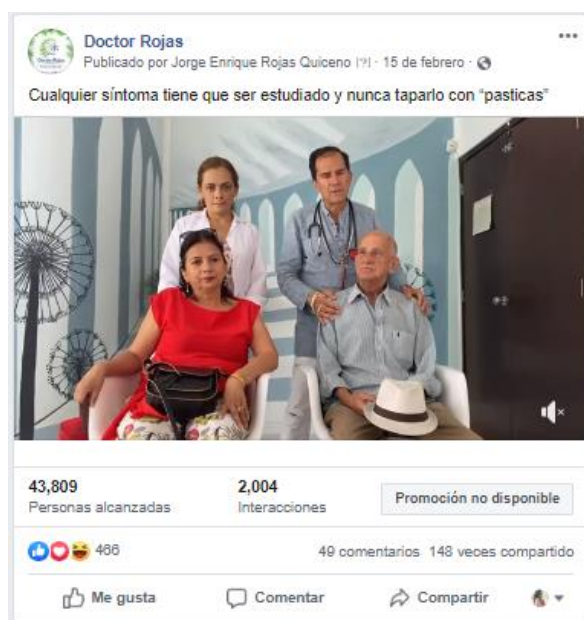 Doctor Rojas
Publicado por Jorge Enrique Rojas Quiceno [?] · 15 de febrero ·
Cualquier síntoma tiene que ser estudiado y nunca taparlo con “pasticas”
43,809
Personas alcanzadas
2,004
Interacciones
Promoción no disponible
466
49 comentarios 148 veces compartido
Me gusta
Comentar
Compartir